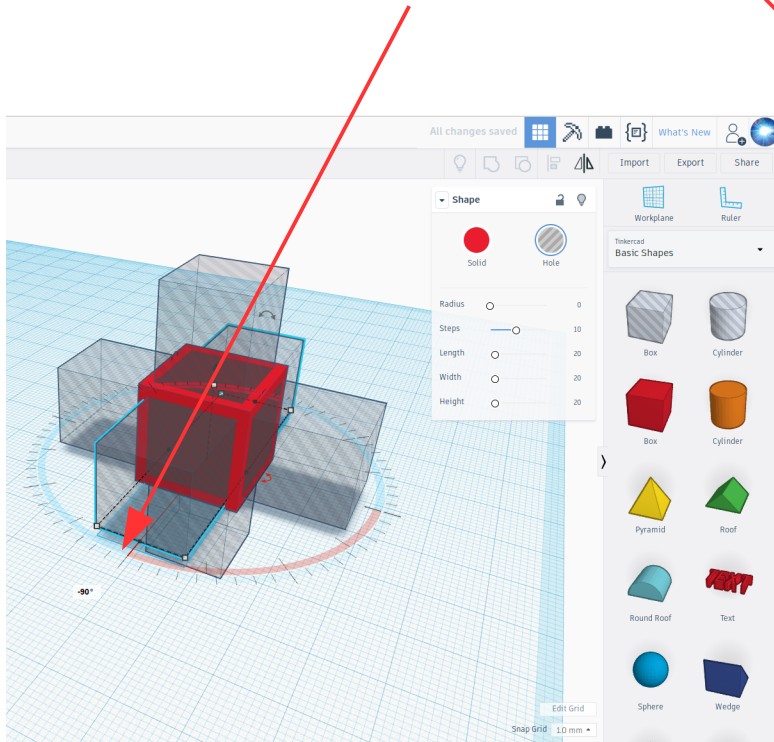 All changes saved
What's New
Import Export Share
Shape
Solid Hole
Radius 0
Steps 10
Length 20
Width 20
Height 20
Workplane Ruler
Tinkercad
Basic Shapes
Box Cylinder
Box Cylinder
Pyramid Roof
Round Roof Text
TEXT
Sphere Wedge
-90°
Edit Grid
Snap Grid 1.0 mm